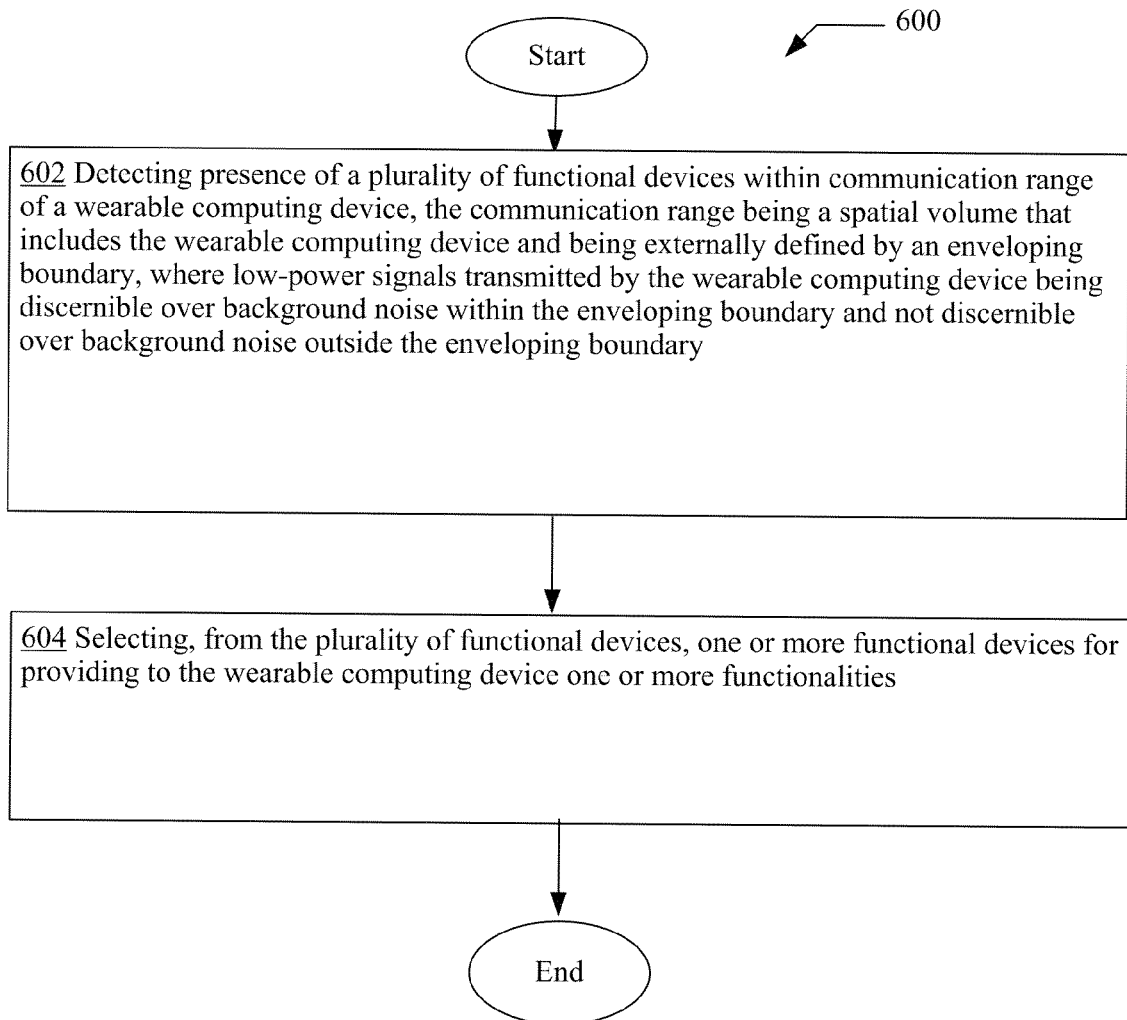 600
Start
602 Detecting presence of a plurality of functional devices within communication range
of a wearable computing device, the communication range being a spatial volume that
includes the wearable computing device and being externally defined by an enveloping
boundary, where low-power signals transmitted by the wearable computing device being
discernible over background noise within the enveloping boundary and not discernible
over background noise outside the enveloping boundary
604 Selecting, from the plurality of functional devices, one or more functional devices for
providing to the wearable computing device one or more functionalities
End